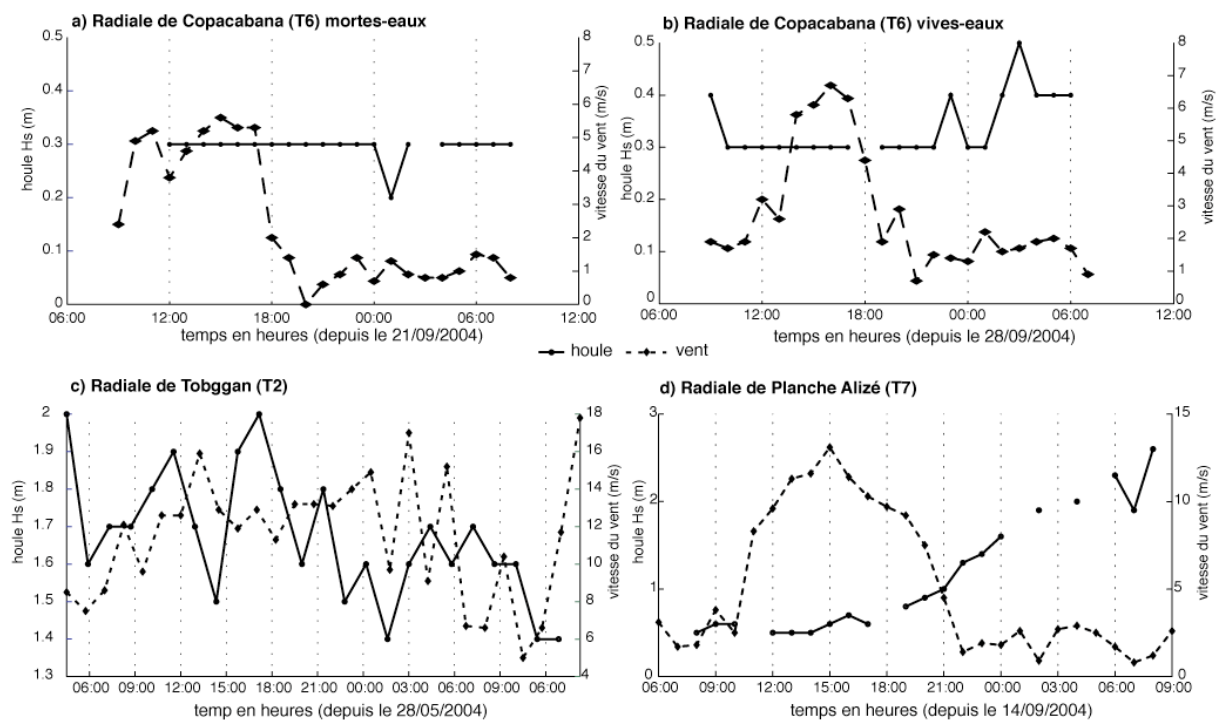 a) Radiale de Copacabana (T6) mortes-eaux
0.5
0.4
0.3
0.2
0.1
0
houle Hs (m)
8
7
6
5
4
3
2
1
0
vitesse du vent (m/s)
06:00 12:00 18:00 00:00 06:00 12:00
temps en heures (depuis le 21/09/2004)
b) Radiale de Copacabana (T6) vives-eaux
0.5
0.4
0.3
0.2
0.1
0
houle Hs (m)
8
7
6
5
4
3
2
1
0
vitesse du vent (m/s)
06:00 12:00 18:00 00:00 06:00 12:00
temps en heures (depuis le 28/09/2004)
houle vent
c) Radiale de Tobggan (T2)
2
1.9
1.8
1.7
1.6
1.5
1.4
1.3
houle Hs (m)
18
16
14
12
10
8
6
4
vitesse du vent (m/s)
06:00 09:00 12:00 15:00 18:00 21:00 00:00 03:00 06:00 09:00 06:00
temp en heures (depuis le 28/05/2004)
d) Radiale de Planche Alizé (T7)
3
2
1
0
houle Hs (m)
15
10
5
0
vitesse du vent (m/s)
06:00 09:00 12:00 15:00 18:00 21:00 00:00 03:00 06:00 09:00
temps en heures (depuis le 14/09/2004)